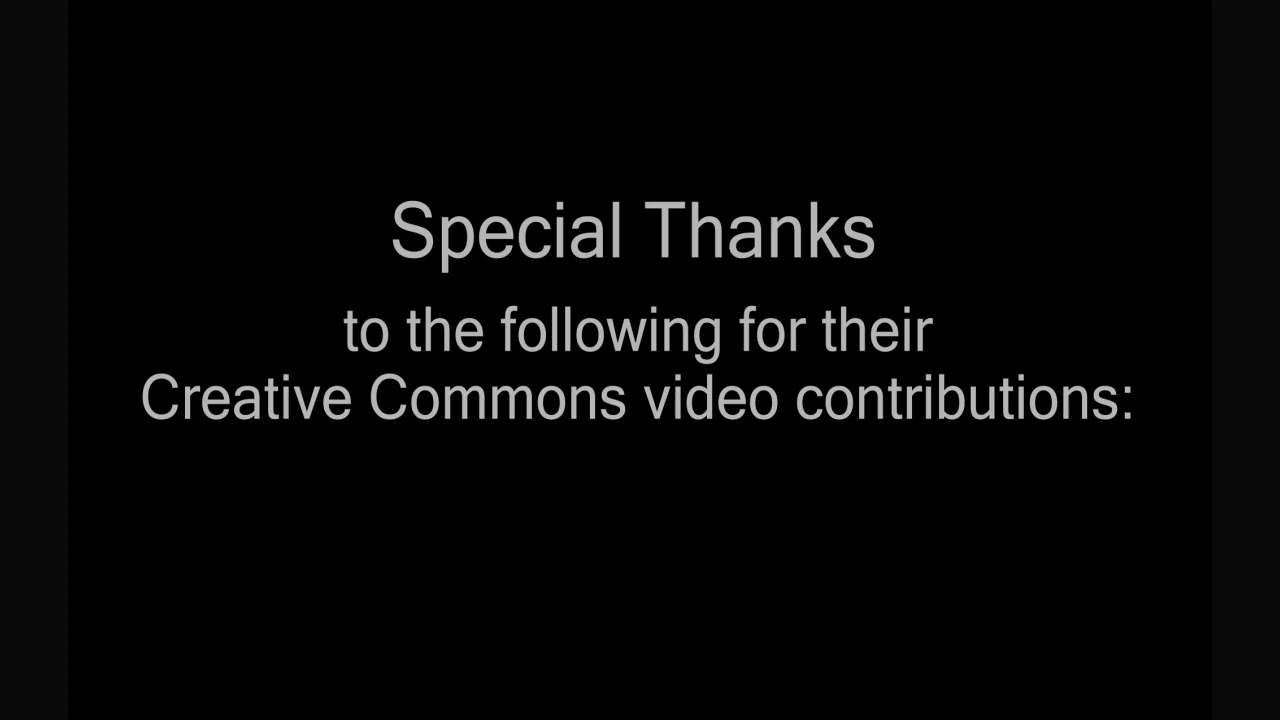 Special Thanks
to the following for their
Creative Commons video contributions: